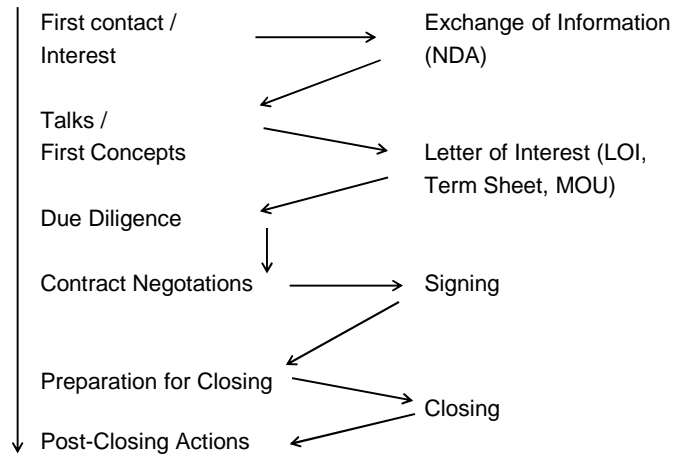 First contact /
Interest
Exchange of Information
(NDA)
Talks /
First Concepts
Letter of Interest (LOI,
Term Sheet, MOU)
Due Diligence
Contract Negotations
Signing
Preparation for Closing
Closing
Post-Closing Actions